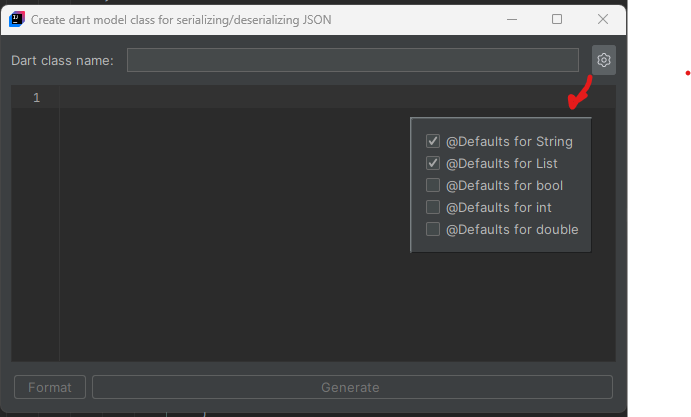 Create dart model class for serializing/deserializing JSON
Dart class name:
1
@Defaults for String
@Defaults for List
@Defaults for bool
@Defaults for int
@Defaults for double
Format
Generate